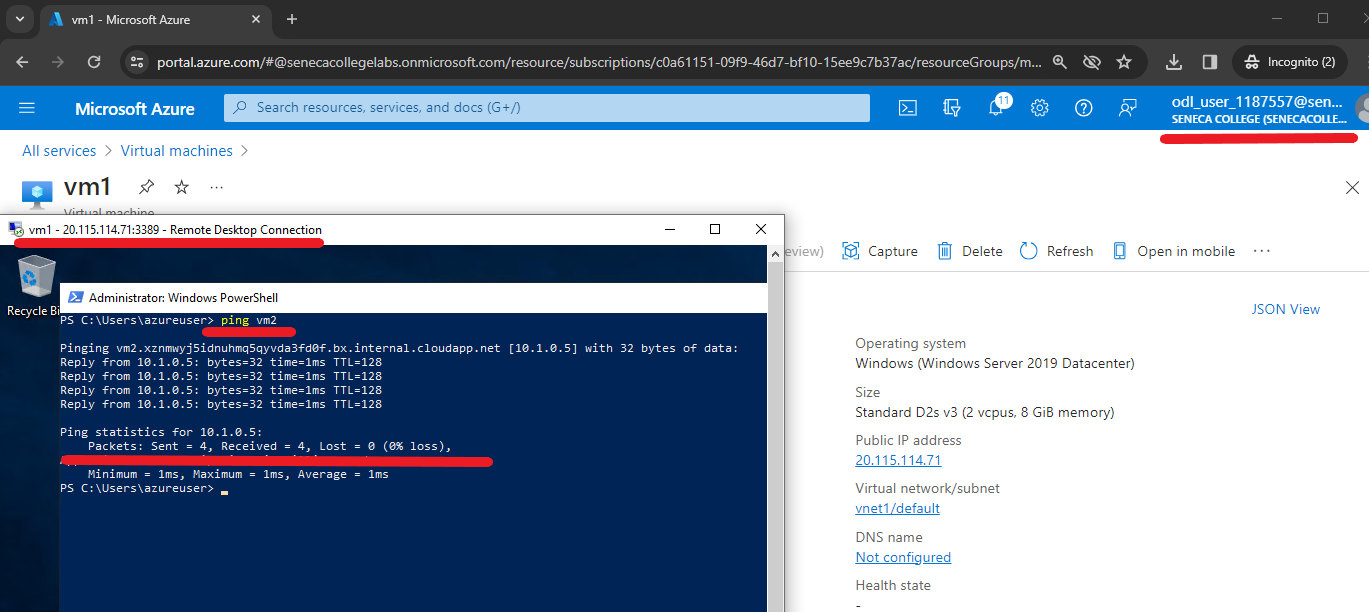 vm1 - Microsoft Azure
portal.azure.com/#@senecacollegelabs.onmicrosoft.com/resource/subscriptions/c0a61151-09f9-46d7-bf10-15ee9c7b37ac/resourceGroups/m...
Incognito (2)
Microsoft Azure
Search resources, services, and docs (G+/)
11
odl_user_1187557@sen...
SENECA COLLEGE (SENECACOLLE...
All services > Virtual machines >
vm1
...
Virtual machine
vm1 - 20.115.114.71:3389 - Remote Desktop Connection
eview)
Capture
Delete
Refresh
Open in mobile
...
Recycle Bi
Administrator: Windows PowerShell
PS C:\Users\azureuser> ping vm2
Pinging vm2.xznmwyj5idnuhmq5qyvda3fd0f.bx.internal.cloudapp.net [10.1.0.5] with 32 bytes of data:
Reply from 10.1.0.5: bytes=32 time=1ms TTL=128
Reply from 10.1.0.5: bytes=32 time=1ms TTL=128
Reply from 10.1.0.5: bytes=32 time=1ms TTL=128
Reply from 10.1.0.5: bytes=32 time=1ms TTL=128
Ping statistics for 10.1.0.5:
Packets: Sent = 4, Received = 4, Lost = 0 (0% loss),
Minimum = 1ms, Maximum = 1ms, Average = 1ms
PS C:\Users\azureuser>
JSON View
Operating system
Windows (Windows Server 2019 Datacenter)
Size
Standard D2s v3 (2 vcpus, 8 GiB memory)
Public IP address
20.115.114.71
Virtual network/subnet
vnet1/default
DNS name
Not configured
Health state
-